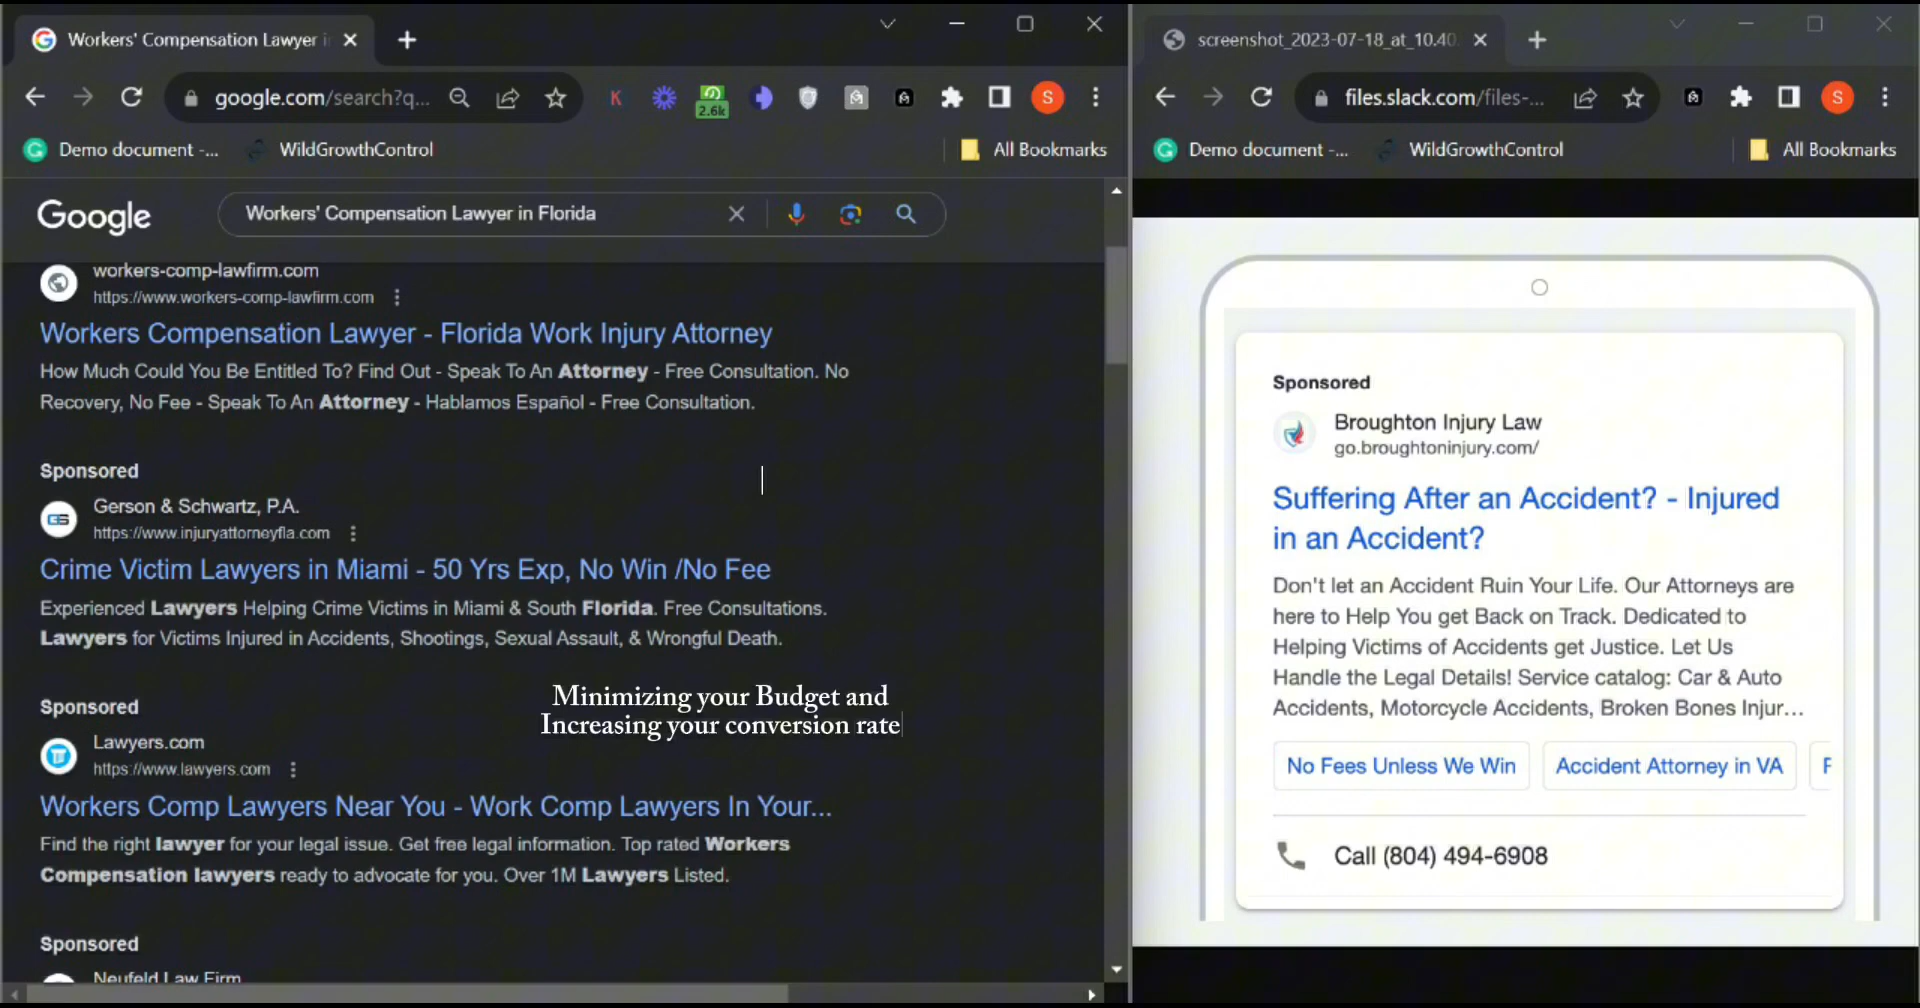 Workers' Compensation Lawyer i
google.com/search?q...
2.6k
S
Demo document -...
WildGrowthControl
All Bookmarks
Google
Workers' Compensation Lawyer in Florida
workers-comp-lawfirm.com
https://www.workers-comp-lawfirm.com
Workers Compensation Lawyer - Florida Work Injury Attorney
How Much Could You Be Entitled To? Find Out - Speak To An Attorney - Free Consultation. No
Recovery, No Fee - Speak To An Attorney - Hablamos Español - Free Consultation.
Sponsored
GS
Gerson & Schwartz, P.A.
https://www.injuryattorneyfla.com
Crime Victim Lawyers in Miami - 50 Yrs Exp, No Win /No Fee
Experienced Lawyers Helping Crime Victims in Miami & South Florida. Free Consultations.
Lawyers for Victims Injured in Accidents, Shootings, Sexual Assault, & Wrongful Death.
Minimizing your Budget and
Increasing your conversion rate
Sponsored
Lawyers.com
https://www.lawyers.com
Workers Comp Lawyers Near You - Work Comp Lawyers In Your...
Find the right lawyer for your legal issue. Get free legal information. Top rated Workers
Compensation lawyers ready to advocate for you. Over 1M Lawyers Listed.
Sponsored
Neufeld Law Firm
screenshot_2023-07-18_at_10.40.
files.slack.com/files-...
S
Demo document -...
WildGrowthControl
All Bookmarks
Sponsored
Broughton Injury Law
go.broughtoninjury.com/
Suffering After an Accident? - Injured
in an Accident?
Don't let an Accident Ruin Your Life. Our Attorneys are
here to Help You get Back on Track. Dedicated to
Helping Victims of Accidents get Justice. Let Us
Handle the Legal Details! Service catalog: Car & Auto
Accidents, Motorcycle Accidents, Broken Bones Injur...
No Fees Unless We Win
Accident Attorney in VA
Call (804) 494-6908